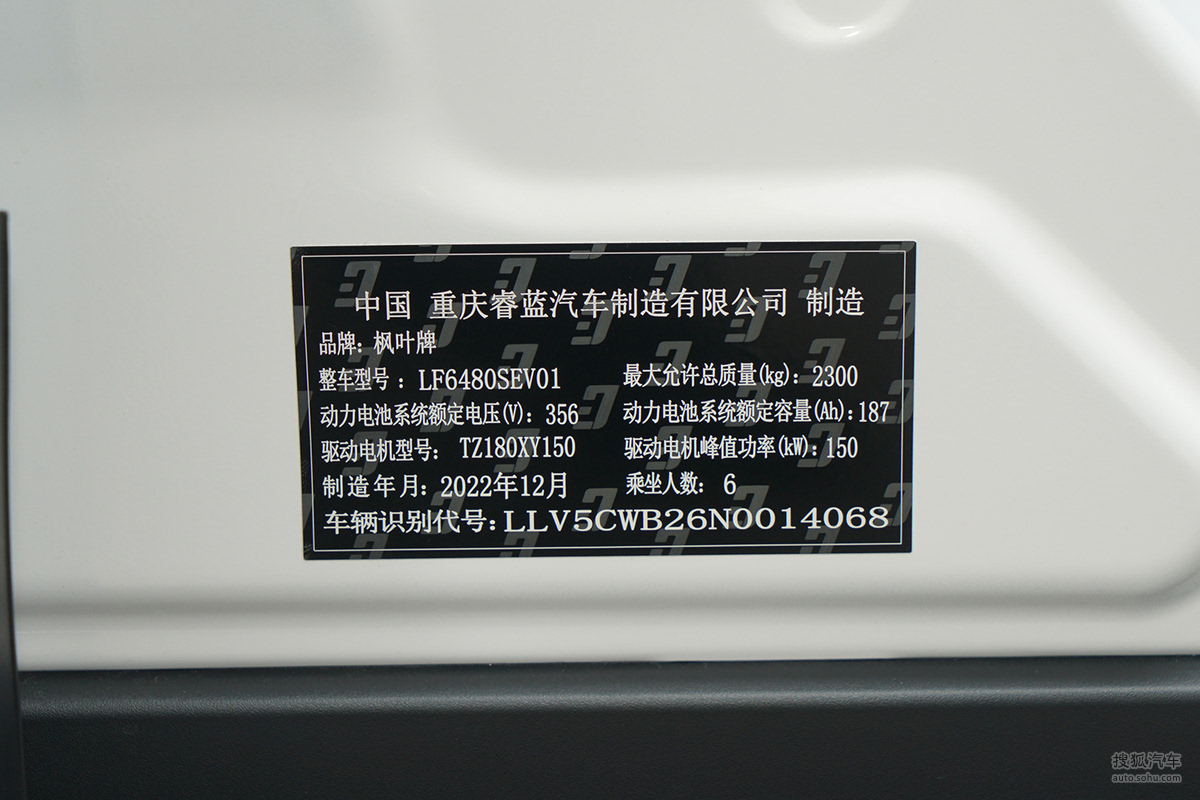 中国 重庆睿蓝汽车制造有限公司 制造
品牌：枫叶牌
整车型号：LF6480SEV01 最大允许总质量(kg)：2300
动力电池系统额定电压(V)：356 动力电池系统额定容量(Ah)：187
驱动电机型号：TZ180XY150 驱动电机峰值功率(kW)：150
制造年月：2022年12月 乘坐人数：6
车辆识别代号：LLV5CWB26N0014068
搜狐汽车
auto.sohu.com